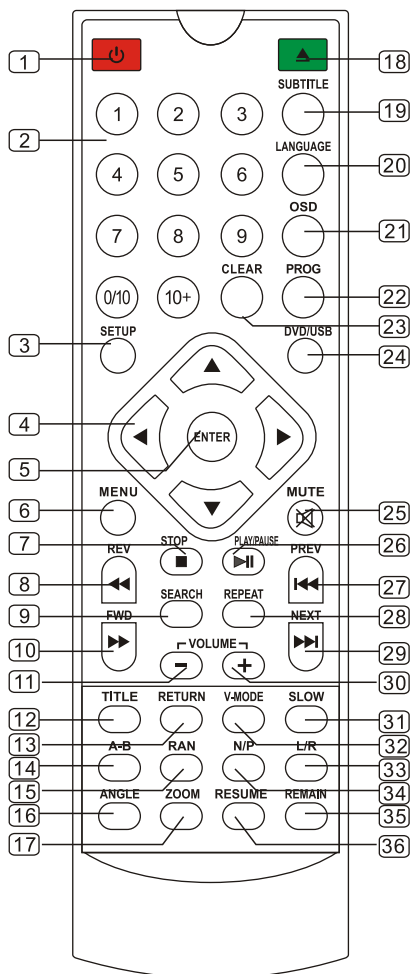 1 18
SUBTITLE
1 2 3 19
2
LANGUAGE
4 5 6 20
OSD
7 8 9 21
CLEAR PROG
0/10 10+ 22
23
SETUP DVD/USB
3 24
4
ENTER
5
MENU MUTE
6 25
7 STOP PLAY/PAUSE 26
REV PREV
8 27
SEARCH REPEAT
9 28
FWD NEXT
10 29
VOLUME
11 - + 30
TITLE RETURN V-MODE SLOW
12 31
13 32
A-B RAN N/P L/R
14 33
15 34
ANGLE ZOOM RESUME REMAIN
16 35
17 36